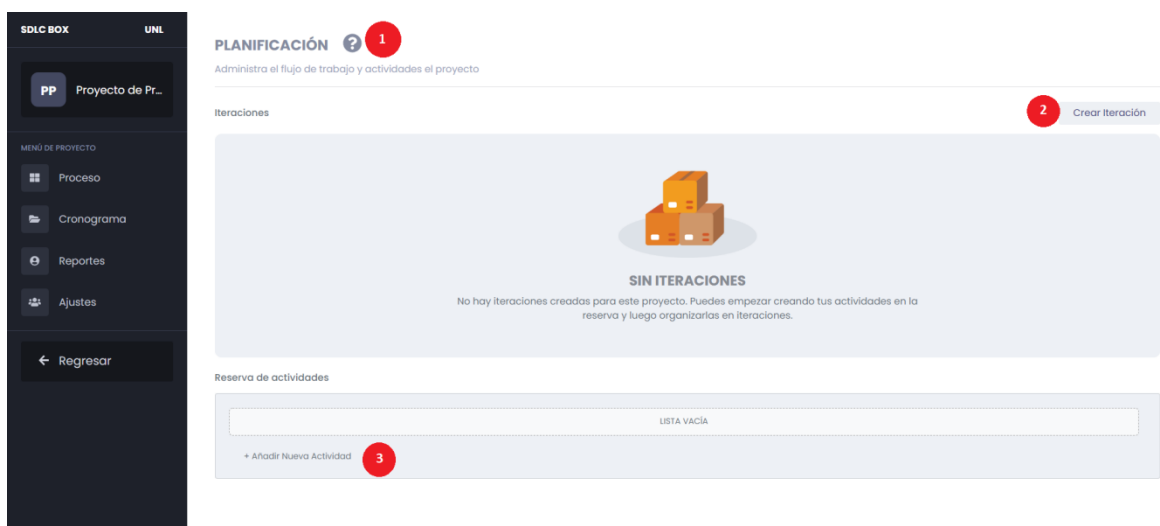 SDLC BOX UNL
PP Proyecto de Pr...
MENÚ DE PROYECTO
Proceso
Cronograma
Reportes
Ajustes
Regresar
PLANIFICACIÓN ? 1
Administra el flujo de trabajo y actividades el proyecto
Iteraciones
2 Crear Iteración
SIN ITERACIONES
No hay iteraciones creadas para este proyecto. Puedes empezar creando tus actividades en la
reserva y luego organizarlas en iteraciones.
Reserva de actividades
LISTA VACÍA
+ Añadir Nueva Actividad 3